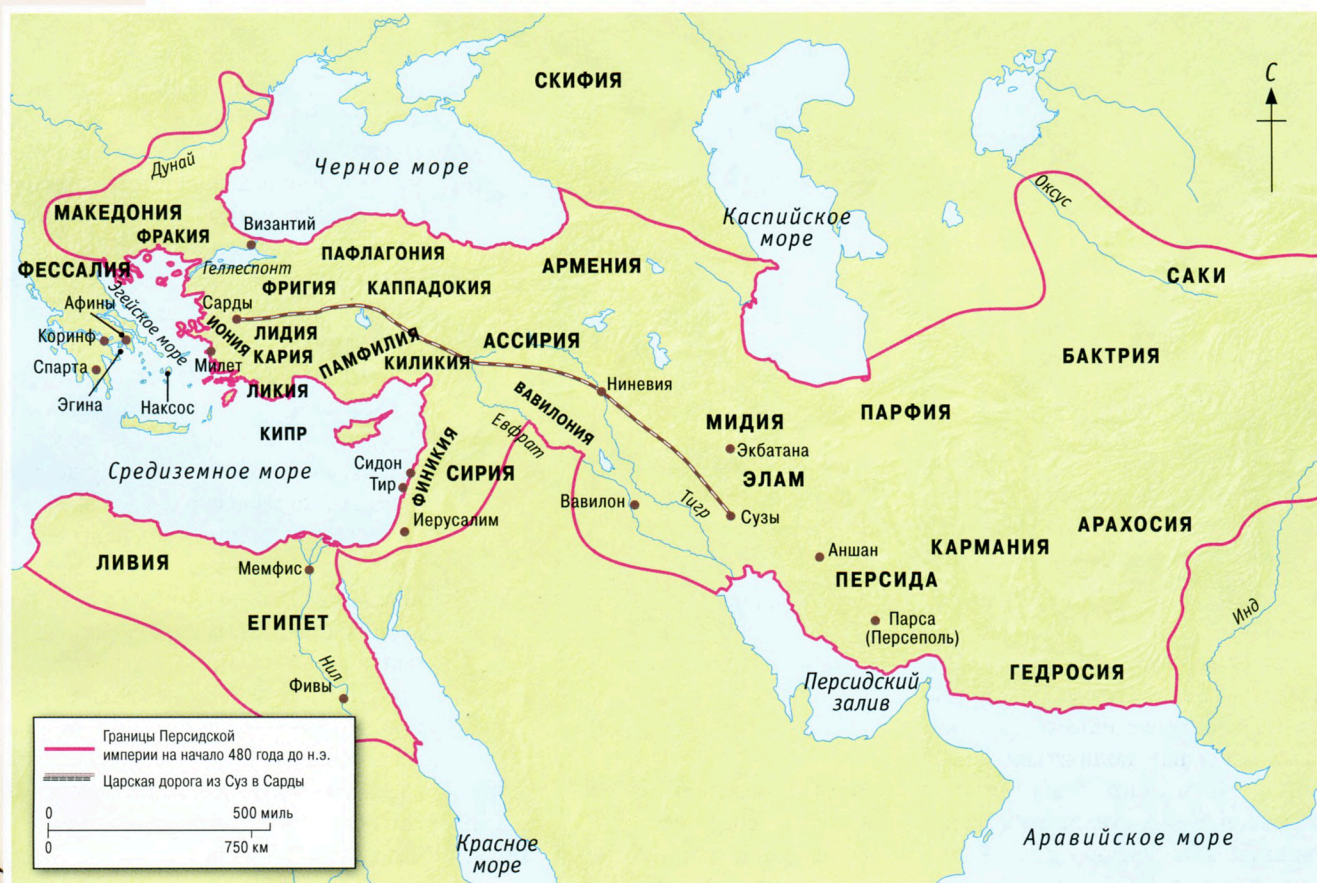 СКИФИЯ
С
Черное море
Дунай
Каспийское
море
Оксус
МАКЕДОНИЯ
ФРАКИЯ
Византий
ПАФЛАГОНИЯ
АРМЕНИЯ
САКИ
ФЕССАЛИЯ
Геллеспонт
ФРИГИЯ
КАППАДОКИЯ
Афины
Эгейское море
Сарды
ИОНИЯ
ЛИДИЯ
КАРИЯ
ПАМФИЛИЯ
КИЛИКИЯ
АССИРИЯ
БАКТРИЯ
Коринф
Спарта
Милет
Эгина
Наксос
ЛИКИЯ
Ниневия
ВАВИЛОНИЯ
МИДИЯ
ПАРФИЯ
КИПР
Евфрат
Экбатана
Средиземное море
Сидон
Тир
ФИНИКИЯ
СИРИЯ
ЭЛАМ
Вавилон
Тигр
Сузы
Иерусалим
АРАХОСИЯ
ЛИВИЯ
Мемфис
Аншан
КАРМАНИЯ
ПЕРСИДА
ЕГИПЕТ
Парса
(Персеполь)
Инд
Нил
Фивы
Персидский
залив
ГЕДРОСИЯ
Границы Персидской
империи на начало 480 года до н.э.
Царская дорога из Суз в Сарды
0 500 миль
0 750 км
Красное
море
Аравийское море